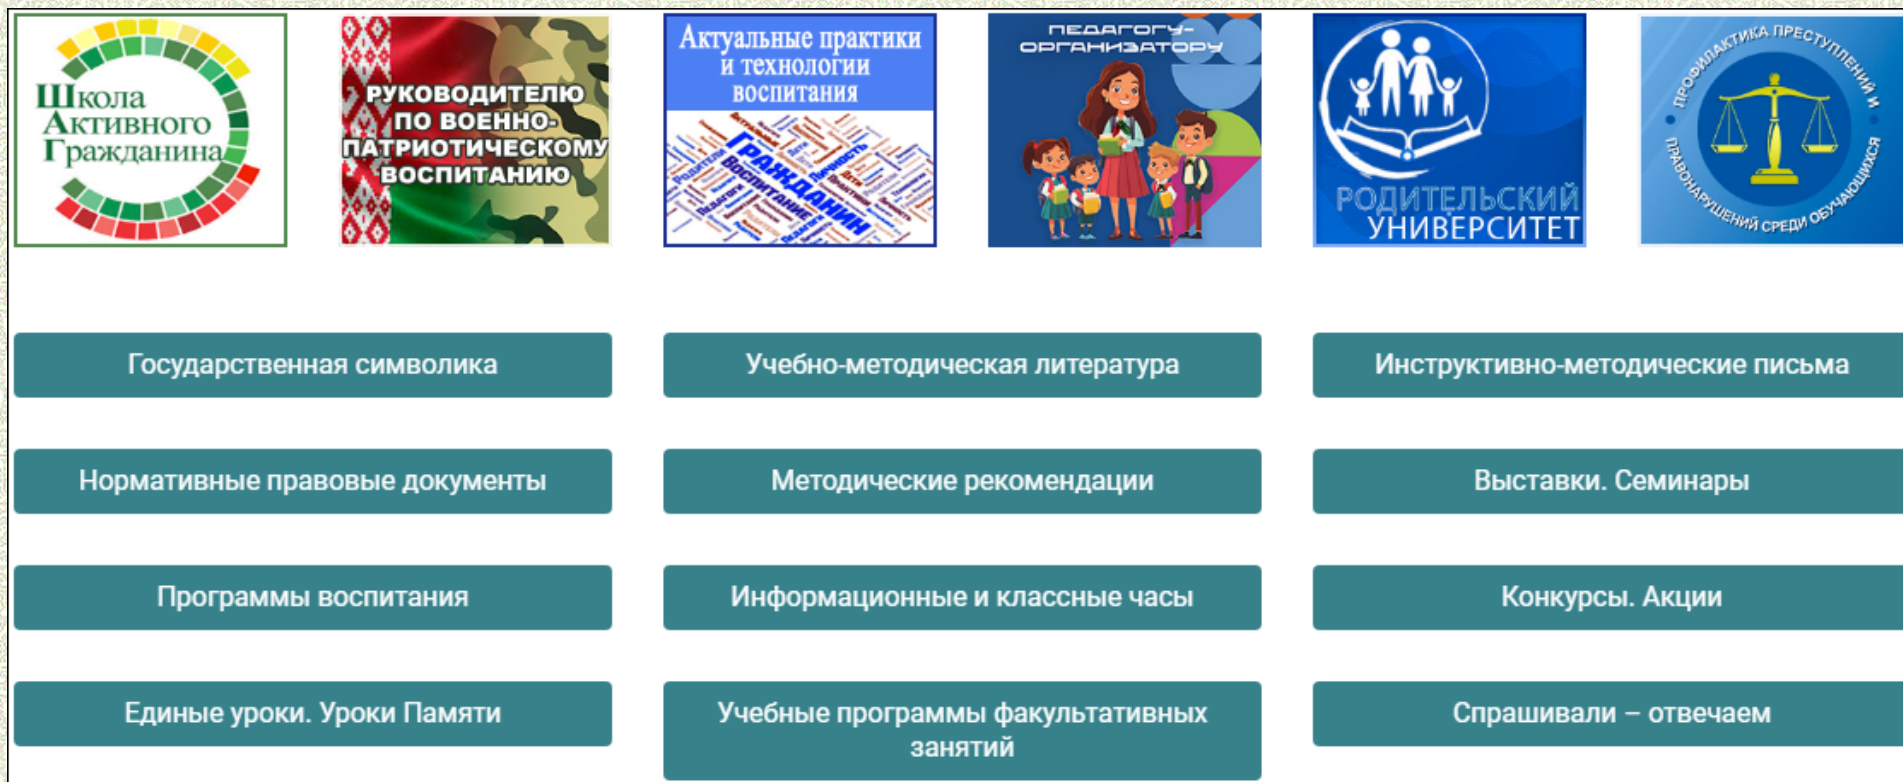 Школа
Активного
Гражданина
РУКОВОДИТЕЛЮ
ПО ВОЕННО-
ПАТРИОТИЧЕСКОМУ
ВОСПИТАНИЮ
Актуальные практики
и технологии
воспитания
ГРАЖДАНИН
ВОСПИТАНИЕ
ПЕДАГОГУ-
ОРГАНИЗАТОРУ
РОДИТЕЛЬСКИЙ
УНИВЕРСИТЕТ
ПРОФИЛАКТИКА ПРЕСТУПЛЕНИЙ И
ПРАВОНАРУШЕНИЙ СРЕДИ ОБУЧАЮЩИХСЯ
Государственная символика
Учебно-методическая литература
Инструктивно-методические письма
Нормативные правовые документы
Методические рекомендации
Выставки. Семинары
Программы воспитания
Информационные и классные часы
Конкурсы. Акции
Единые уроки. Уроки Памяти
Учебные программы факультативных
занятий
Спрашивали – отвечаем